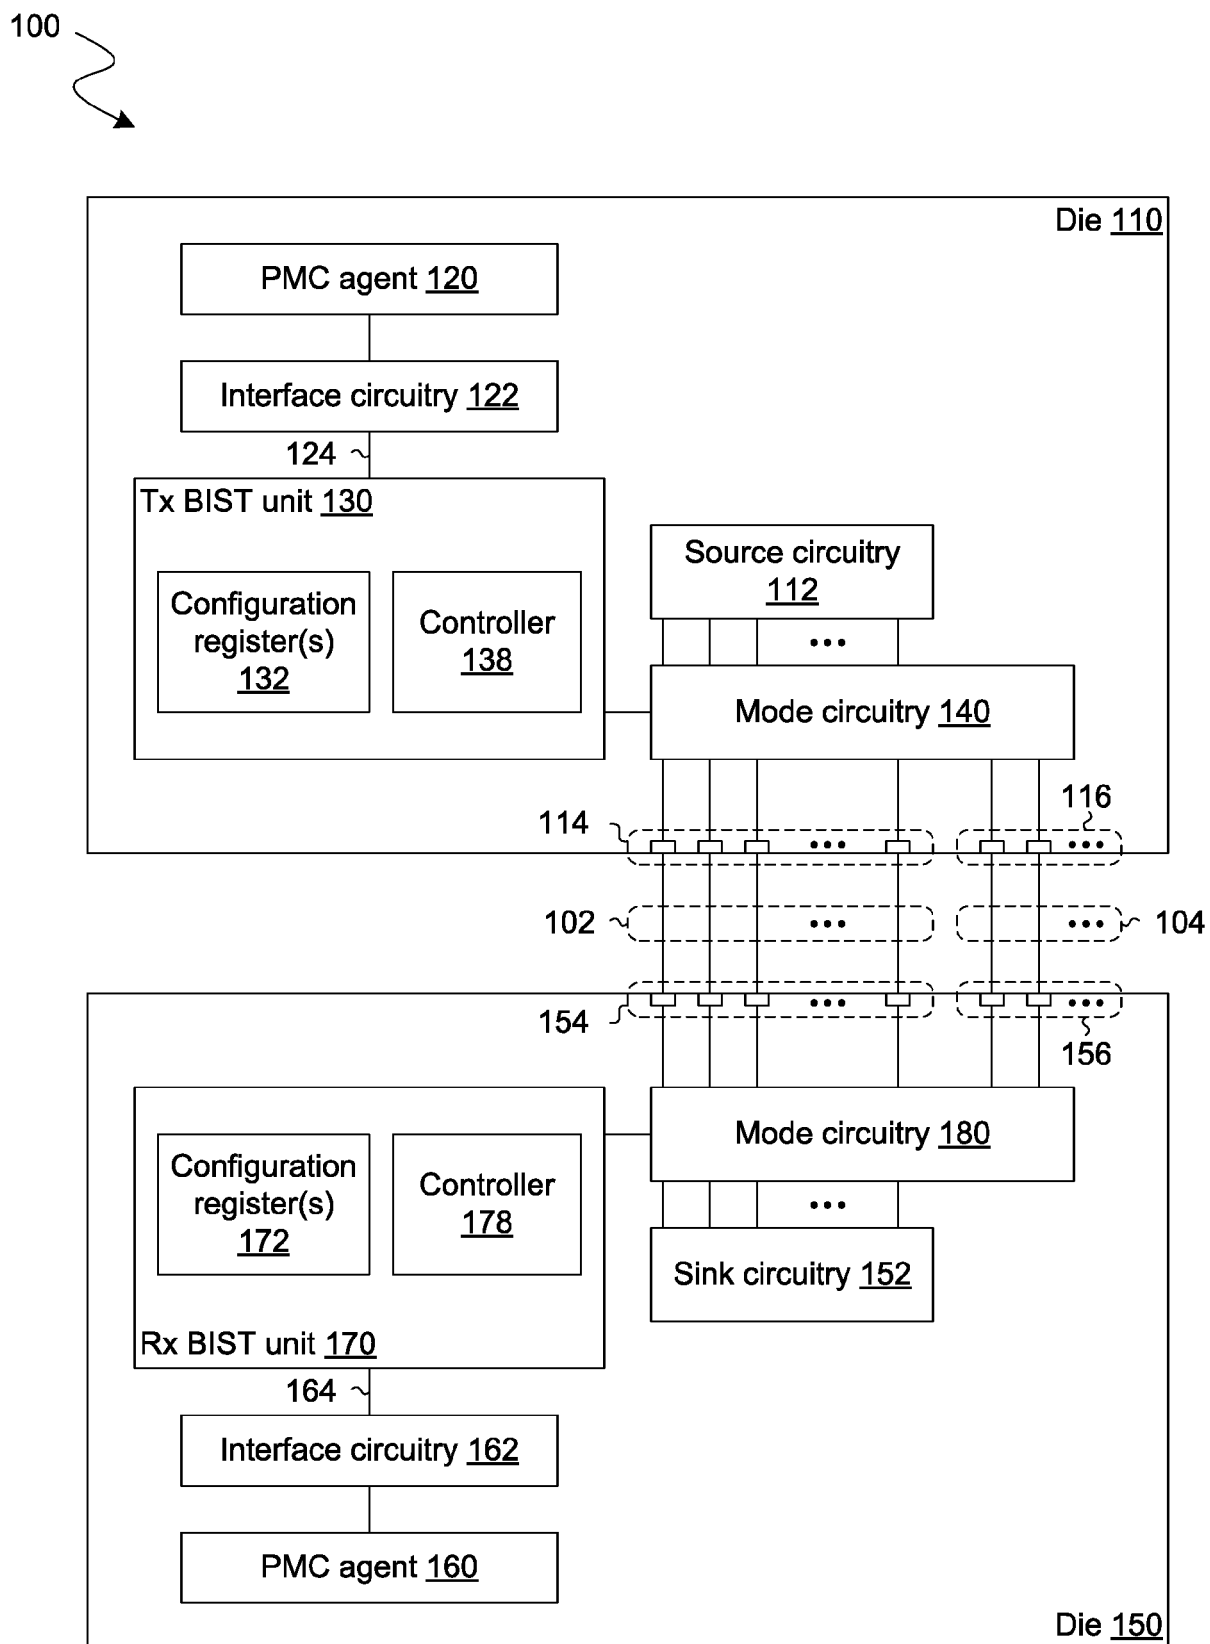 100
Die 110
PMC agent 120
Interface circuitry 122
124
Tx BIST unit 130
Configuration
register(s)
132
Controller
138
Source circuitry
112
•••
Mode circuitry 140
114
•••
116
•••
102
•••
•••
104
154
•••
•••
156
Configuration
register(s)
172
Controller
178
Mode circuitry 180
•••
Sink circuitry 152
Rx BIST unit 170
164
Interface circuitry 162
PMC agent 160
Die 150